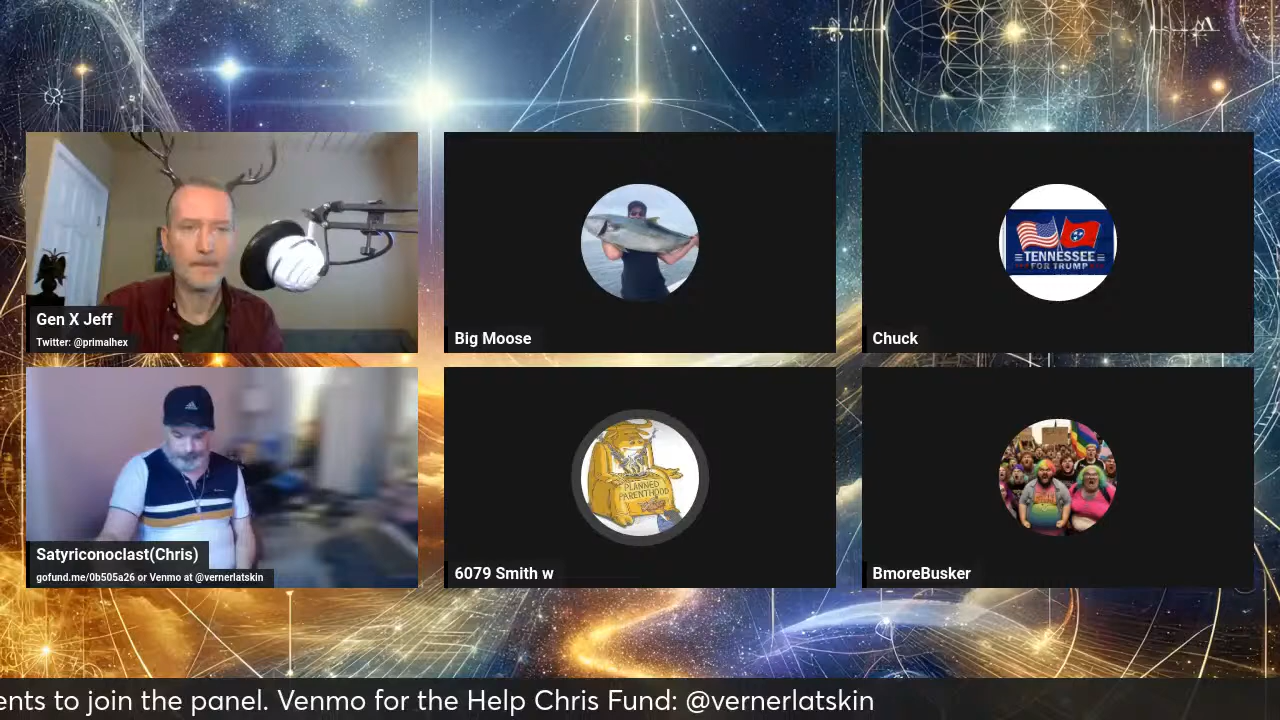 Gen X Jeff
Twitter: @primalhex
Big Moose
TENNESSEE
FOR TRUMP
Chuck
Satyriconoclast(Chris)
gofund.me/0b505a26 or Venmo at @vernerlatskin
PLANNED
PARENTHOOD
6079 Smith w
BmoreBusker
ents to join the panel. Venmo for the Help Chris Fund: @vernerlatskin